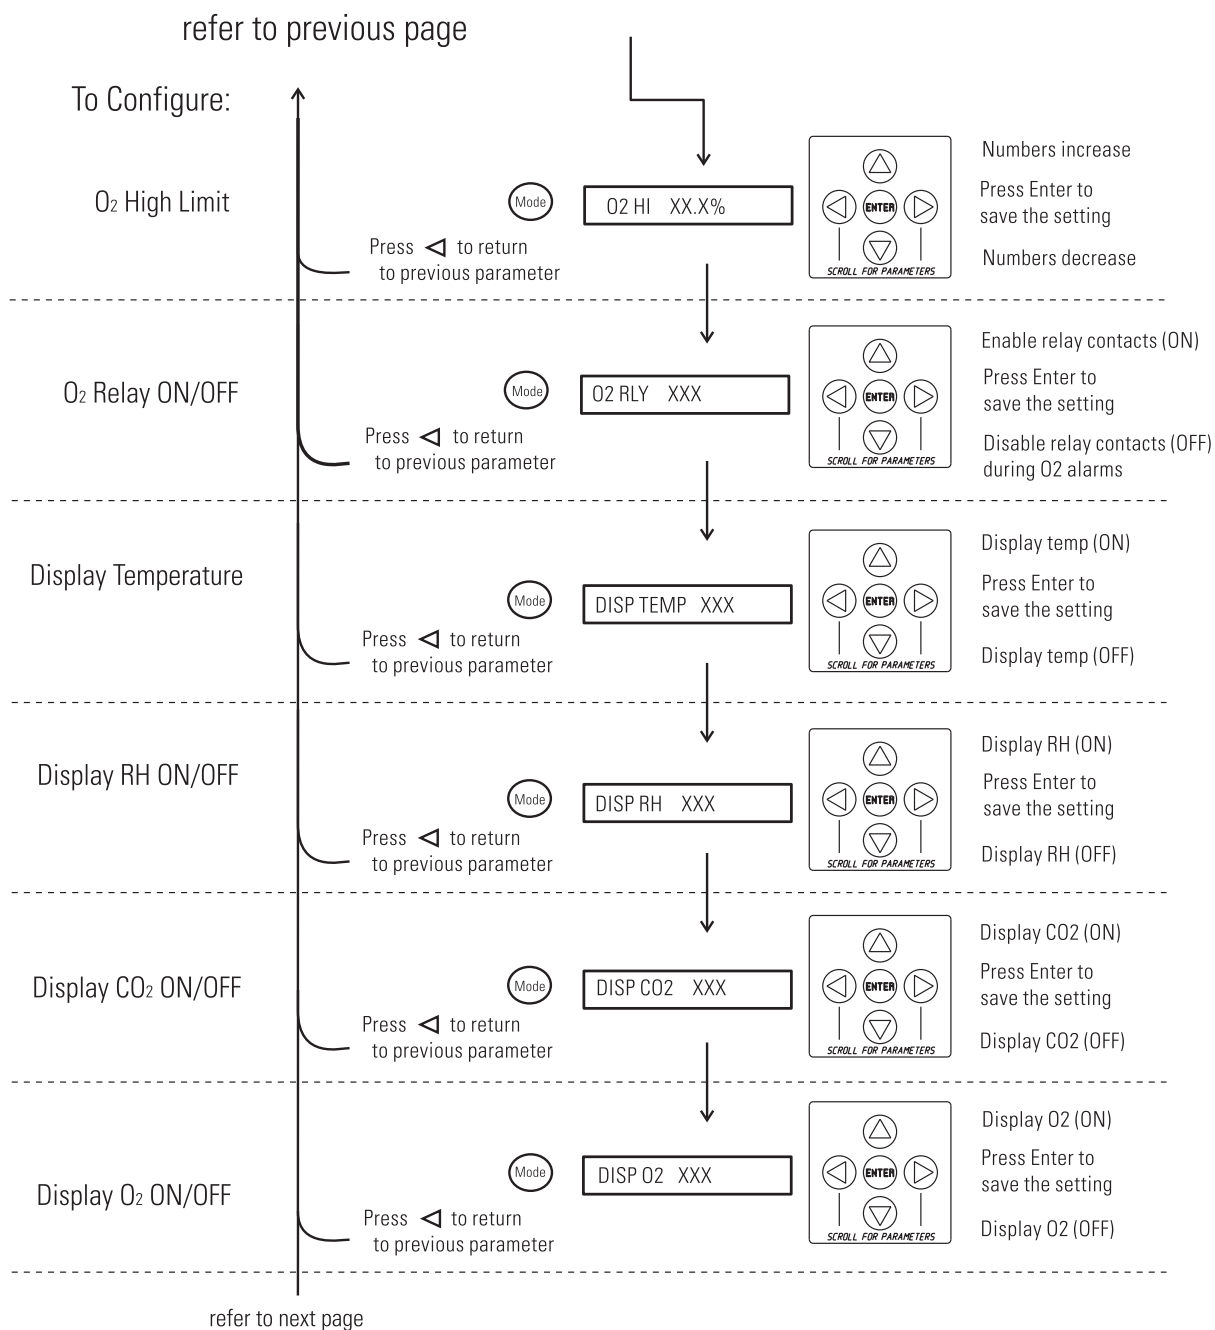 refer to previous page
To Configure:
O2 High Limit
Mode
O2 HI XX.X%
Press ◁ to return
to previous parameter
ENTER
SCROLL FOR PARAMETERS
Numbers increase
Press Enter to
save the setting
Numbers decrease
O2 Relay ON/OFF
Mode
O2 RLY XXX
Press ◁ to return
to previous parameter
ENTER
SCROLL FOR PARAMETERS
Enable relay contacts (ON)
Press Enter to
save the setting
Disable relay contacts (OFF)
during O2 alarms
Display Temperature
Mode
DISP TEMP XXX
Press ◁ to return
to previous parameter
ENTER
SCROLL FOR PARAMETERS
Display temp (ON)
Press Enter to
save the setting
Display temp (OFF)
Display RH ON/OFF
Mode
DISP RH XXX
Press ◁ to return
to previous parameter
ENTER
SCROLL FOR PARAMETERS
Display RH (ON)
Press Enter to
save the setting
Display RH (OFF)
Display CO2 ON/OFF
Mode
DISP CO2 XXX
Press ◁ to return
to previous parameter
ENTER
SCROLL FOR PARAMETERS
Display CO2 (ON)
Press Enter to
save the setting
Display CO2 (OFF)
Display O2 ON/OFF
Mode
DISP O2 XXX
Press ◁ to return
to previous parameter
ENTER
SCROLL FOR PARAMETERS
Display O2 (ON)
Press Enter to
save the setting
Display O2 (OFF)
refer to next page